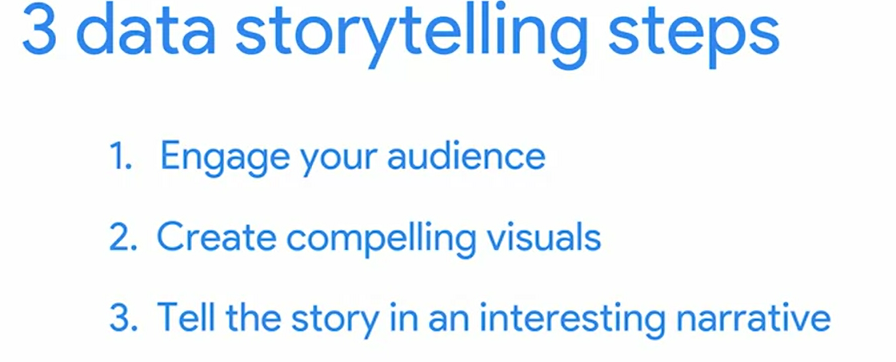 3 data storytelling steps
1. Engage your audience
2. Create compelling visuals
3. Tell the story in an interesting narrative